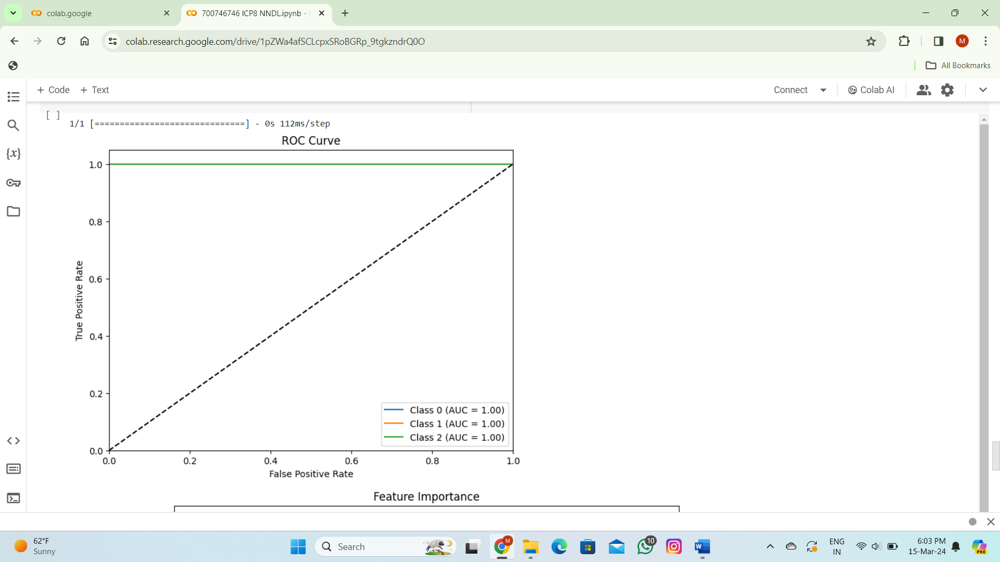 colab.google
700746746 ICP8 NNDL.ipynb -
colab.research.google.com/drive/1pZWa4afSCLcpxSRoBGRp_9tgkzndrQ0O
M
All Bookmarks
+ Code + Text
Connect
Colab AI
{x}
[ ]
1/1 [==============================] - 0s 112ms/step
ROC Curve
1.0
0.8
0.6
0.4
0.2
0.0
True Positive Rate
Class 0 (AUC = 1.00)
Class 1 (AUC = 1.00)
Class 2 (AUC = 1.00)
0.0 0.2 0.4 0.6 0.8 1.0
False Positive Rate
Feature Importance
62°F
Sunny
Search
M
10
W
ENG
IN
6:03 PM
15-Mar-24
PRE